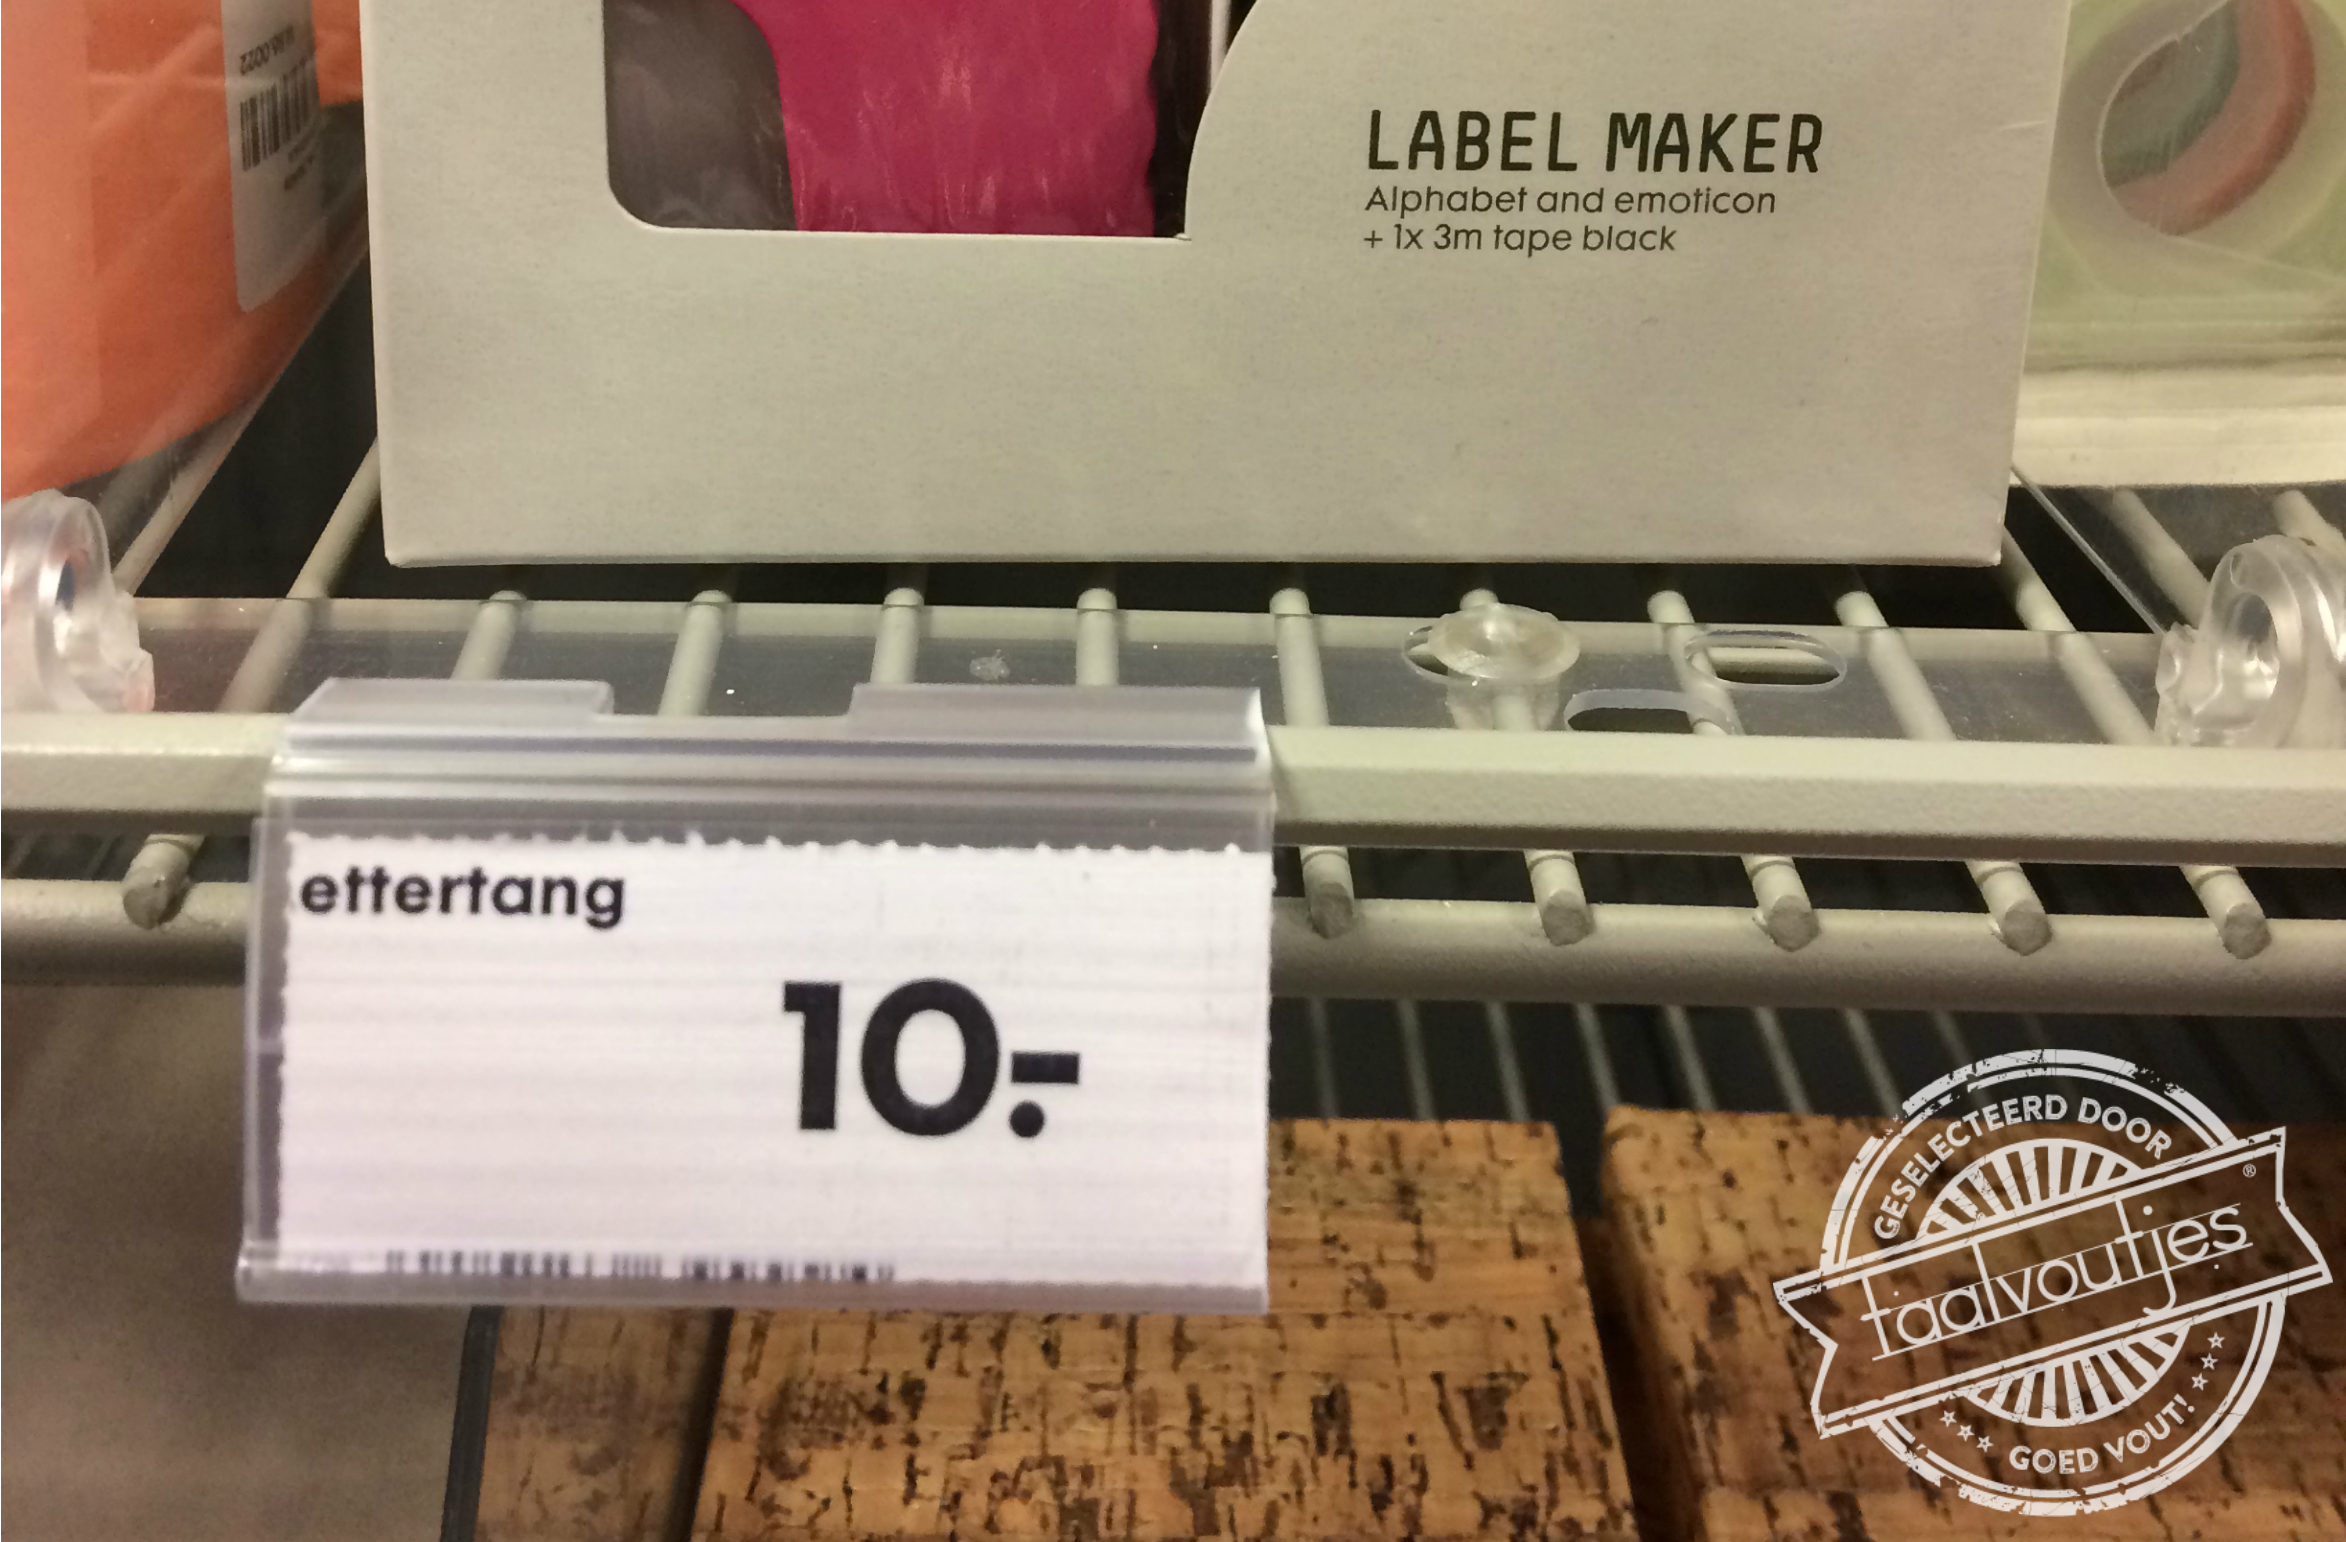 LABEL MAKER
Alphabet and emoticon
+ 1x 3m tape black
ettertang
10.-
GESELECTEERD DOOR
taalvoutjes®
GOED VOUT!